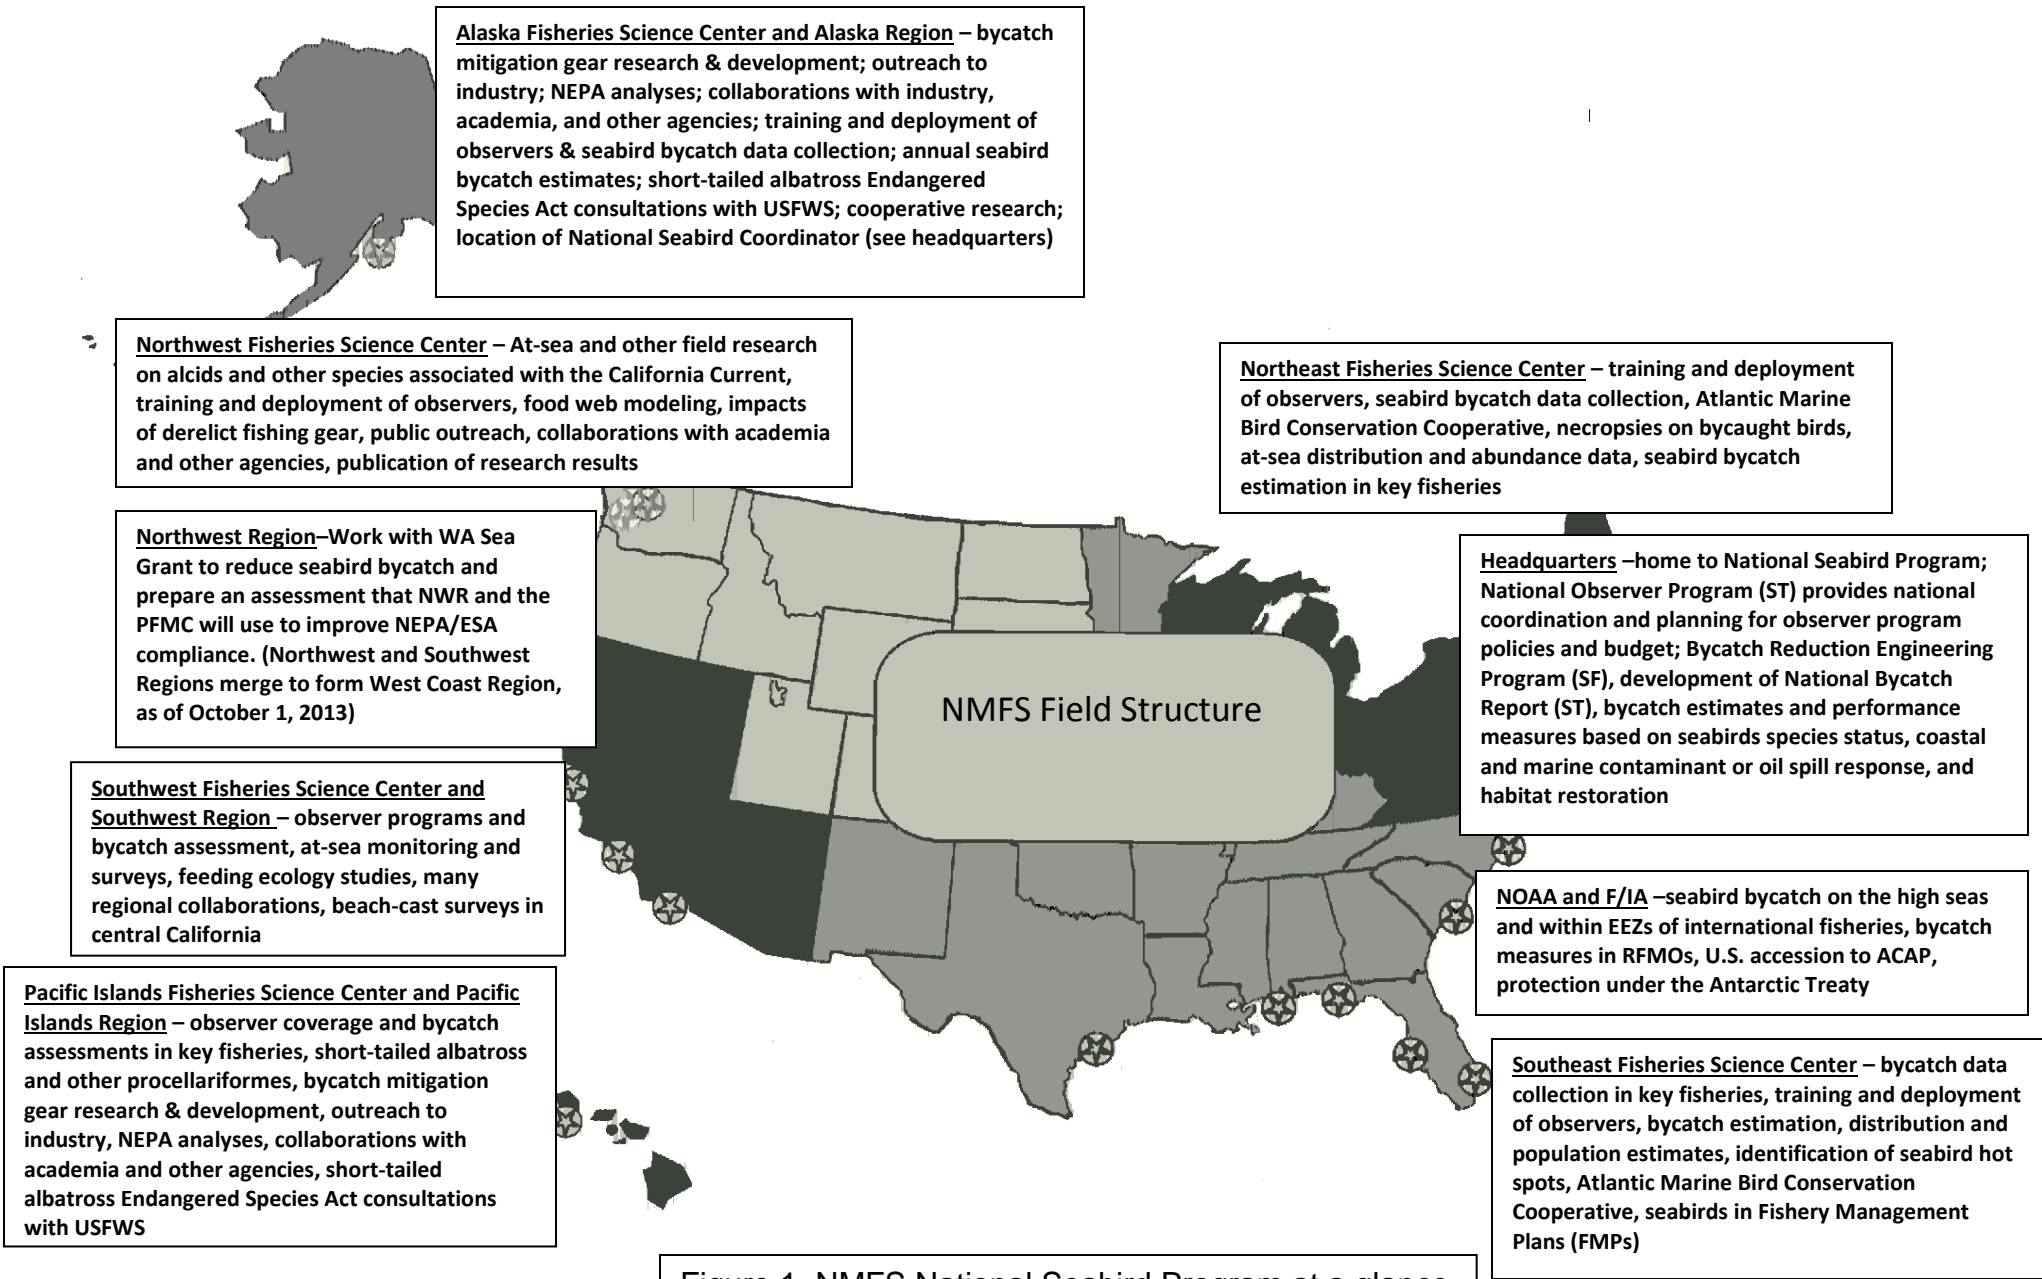 Alaska Fisheries Science Center and Alaska Region – bycatch
mitigation gear research & development; outreach to
industry; NEPA analyses; collaborations with industry,
academia, and other agencies; training and deployment of
observers & seabird bycatch data collection; annual seabird
bycatch estimates; short-tailed albatross Endangered
Species Act consultations with USFWS; cooperative research;
location of National Seabird Coordinator (see headquarters)
Northwest Fisheries Science Center – At-sea and other field research
on alcids and other species associated with the California Current,
training and deployment of observers, food web modeling, impacts
of derelict fishing gear, public outreach, collaborations with academia
and other agencies, publication of research results
Northeast Fisheries Science Center – training and deployment
of observers, seabird bycatch data collection, Atlantic Marine
Bird Conservation Cooperative, necropsies on bycaught birds,
at-sea distribution and abundance data, seabird bycatch
estimation in key fisheries
Northwest Region–Work with WA Sea
Grant to reduce seabird bycatch and
prepare an assessment that NWR and the
PFMC will use to improve NEPA/ESA
compliance. (Northwest and Southwest
Regions merge to form West Coast Region,
as of October 1, 2013)
Headquarters –home to National Seabird Program;
National Observer Program (ST) provides national
coordination and planning for observer program
policies and budget; Bycatch Reduction Engineering
Program (SF), development of National Bycatch
Report (ST), bycatch estimates and performance
measures based on seabirds species status, coastal
and marine contaminant or oil spill response, and
habitat restoration
NMFS Field Structure
Southwest Fisheries Science Center and
Southwest Region – observer programs and
bycatch assessment, at-sea monitoring and
surveys, feeding ecology studies, many
regional collaborations, beach-cast surveys in
central California
NOAA and F/IA –seabird bycatch on the high seas
and within EEZs of international fisheries, bycatch
measures in RFMOs, U.S. accession to ACAP,
protection under the Antarctic Treaty
Pacific Islands Fisheries Science Center and Pacific
Islands Region – observer coverage and bycatch
assessments in key fisheries, short-tailed albatross
and other procellariformes, bycatch mitigation
gear research & development, outreach to
industry, NEPA analyses, collaborations with
academia and other agencies, short-tailed
albatross Endangered Species Act consultations
with USFWS
Southeast Fisheries Science Center – bycatch data
collection in key fisheries, training and deployment
of observers, bycatch estimation, distribution and
population estimates, identification of seabird hot
spots, Atlantic Marine Bird Conservation
Cooperative, seabirds in Fishery Management
Plans (FMPs)
Figure 1. NMFS National Seabird Program at a glance